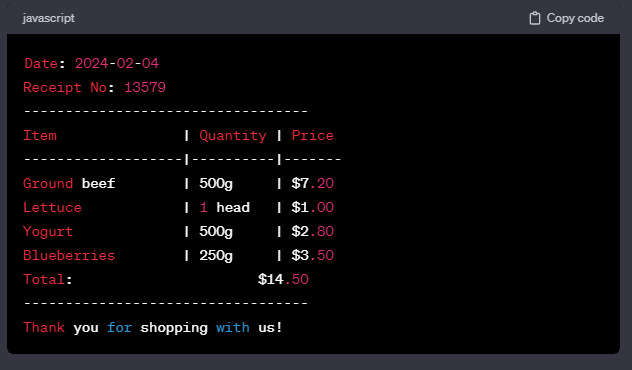 javascript Copy code
Date: 2024-02-04
Receipt No: 13579
----------------------------------
Item | Quantity | Price
-------------------|----------|-------
Ground beef | 500g | $7.20
Lettuce | 1 head | $1.00
Yogurt | 500g | $2.80
Blueberries | 250g | $3.50
Total: $14.50
----------------------------------
Thank you for shopping with us!